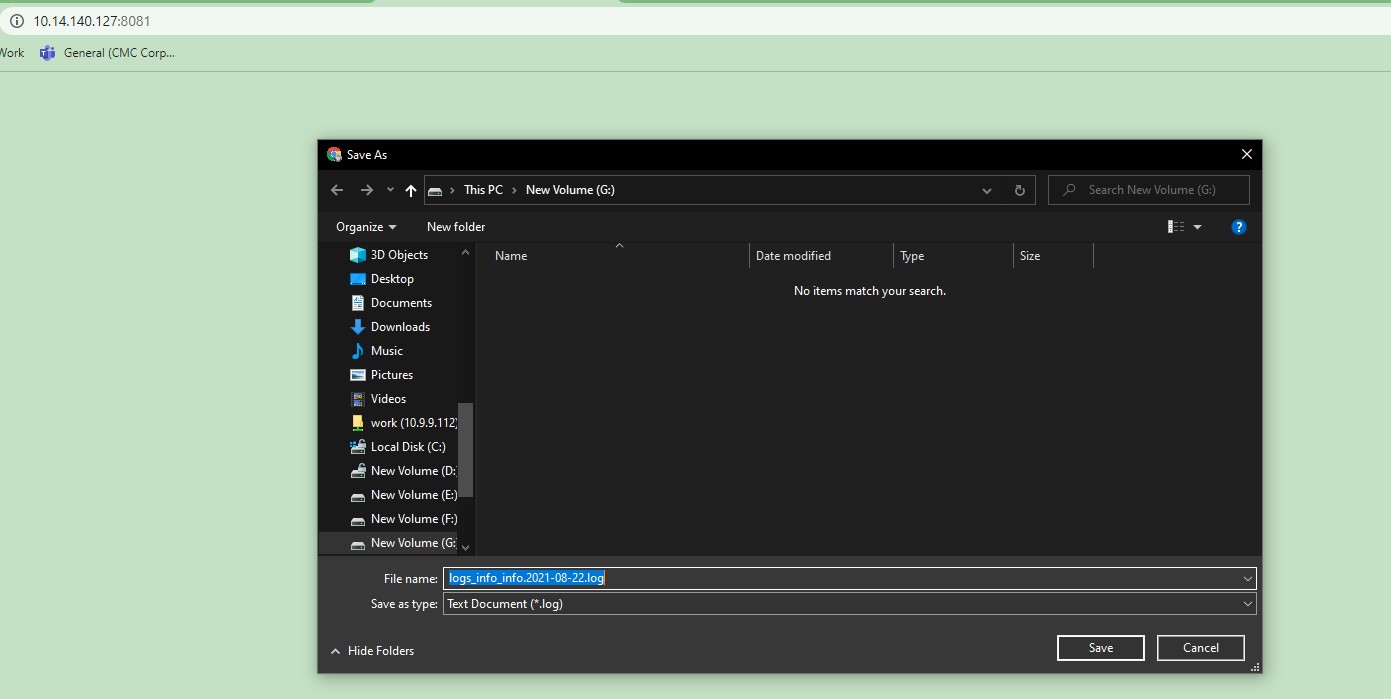 10.14.140.127:8081
Work General (CMC Corp...
Save As
This PC > New Volume (G:)
Search New Volume (G:)
Organize
New folder
Name Date modified Type Size
No items match your search.
3D Objects
Desktop
Documents
Downloads
Music
Pictures
Videos
work (10.9.9.112)
Local Disk (C:)
New Volume (D:
New Volume (E:)
New Volume (F:)
New Volume (G:
File name: logs_info_info.2021-08-22.log
Save as type: Text Document (*.log)
Hide Folders
Save
Cancel